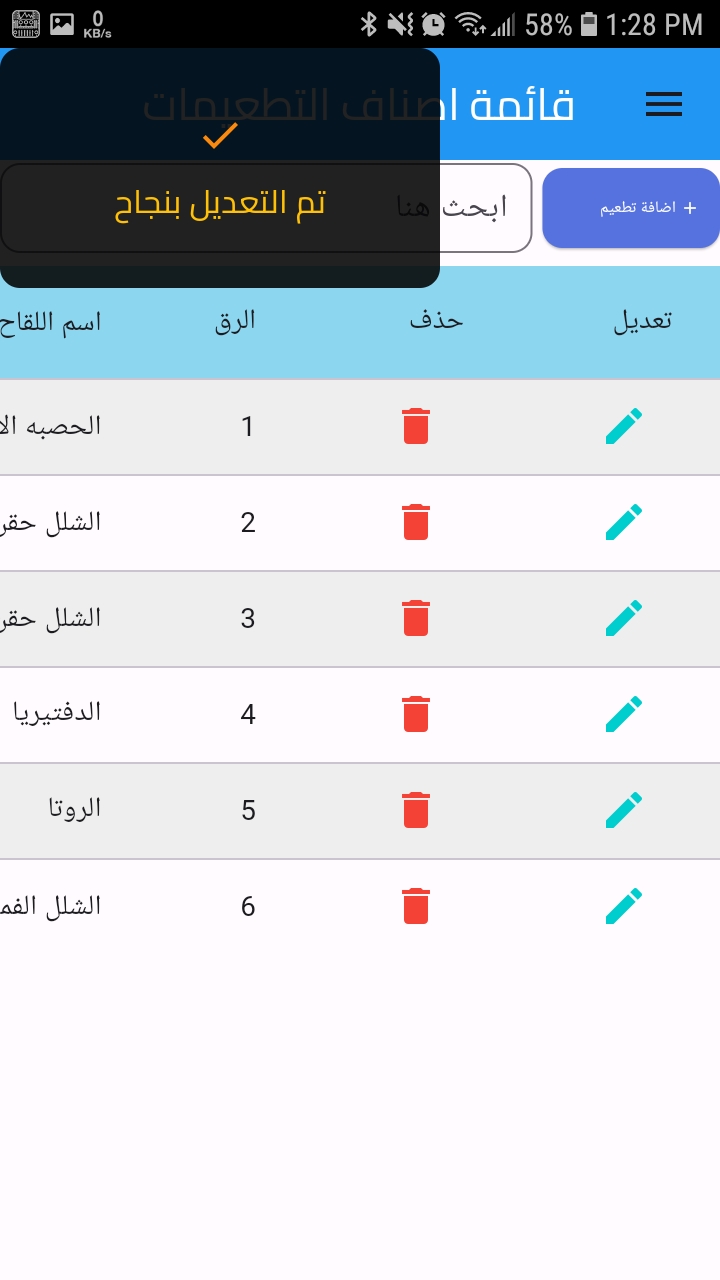 0
KB/s
58%
1:28 PM
قائمة اصناف التطعيمات
تم التعديل بنجاح
+ اضافة تطعيم
ابحث هنا
تعديل حذف الرق اسم اللقاح
1 الحصبه الا
2 الشلل حقر
3 الشلل حقر
4 الدفتيريا
5 الروتا
6 الشلل الفم